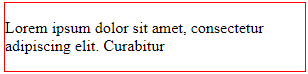 Lorem ipsum dolor sit amet, consectetur
adipiscing elit. Curabitur